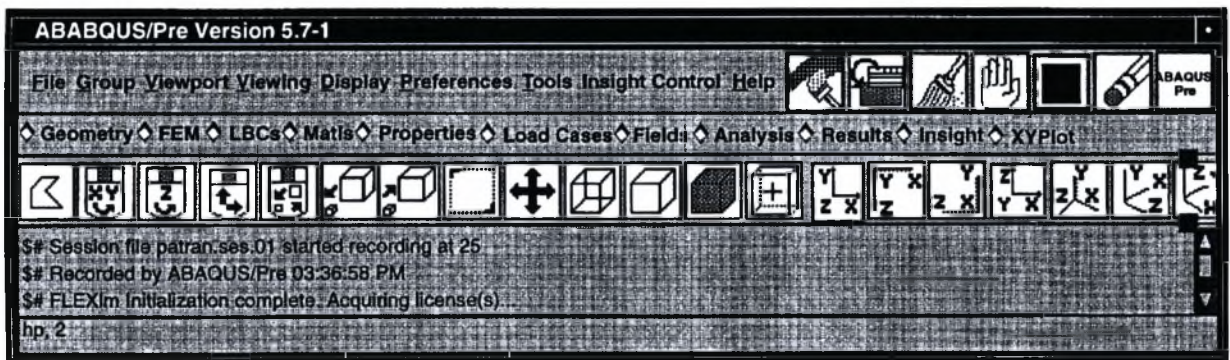 ABABQUS/Pre Version 5.7-1
File Group Viewport Viewing Display Preferences Tools Insight Control Help
ABAQUS
Pre
Geometry FEM LBCs Matls Properties Load Cases Fields Analysis Results Insight XYPlot
XY Z Y Z X Y X Z Y Z X Z Y X Y Z X Y X Z Z
$# Session file patran.ses.01 started recording at 25
$# Recorded by ABAQUS/Pre 03:36:58 PM
$# FLEXlm Initialization complete. Acquiring license(s)...
hp, 2